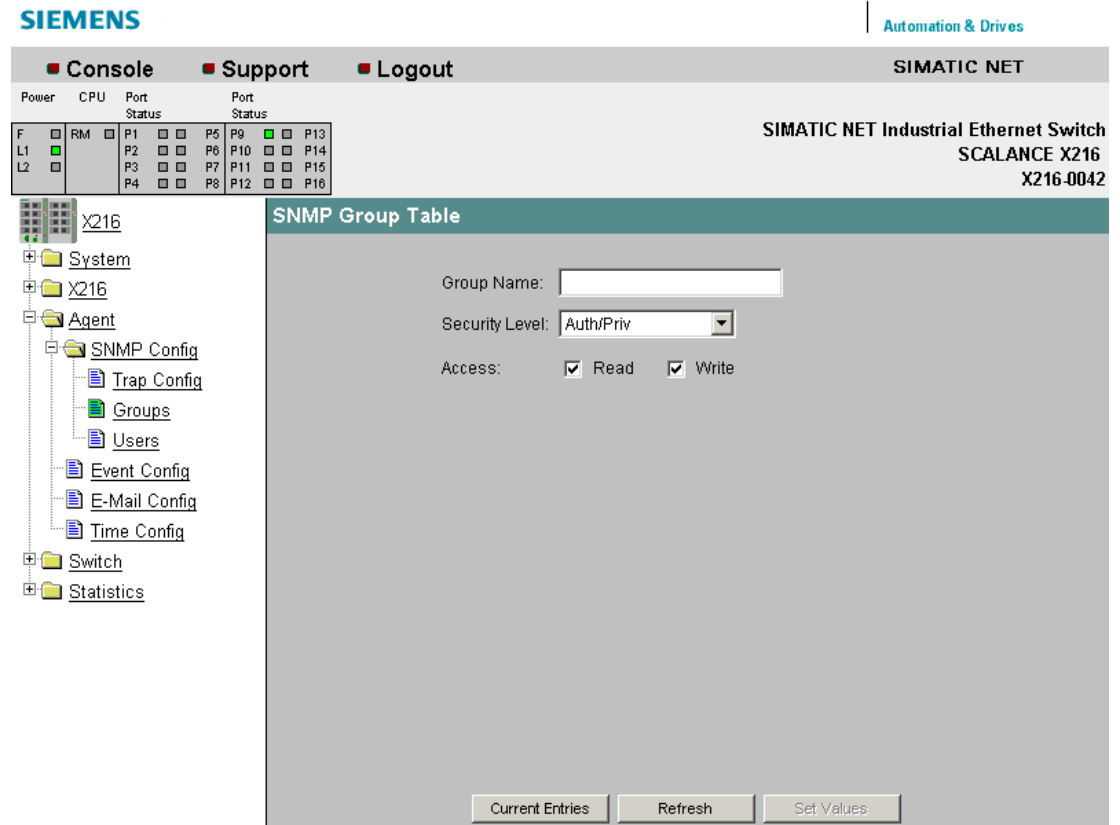 SIEMENS
Automation & Drives
Console Support Logout SIMATIC NET
Power CPU Port Status Port Status
F RM P1 P5 P9 P13
L1 P2 P6 P10 P14
L2 P3 P7 P11 P15
P4 P8 P12 P16
SIMATIC NET Industrial Ethernet Switch
SCALANCE X216
X216-0042
X216
System
X216
Agent
SNMP Config
Trap Config
Groups
Users
Event Config
E-Mail Config
Time Config
Switch
Statistics
SNMP Group Table
Group Name:
Security Level: Auth/Priv
Access: Read Write
Current Entries Refresh Set Values